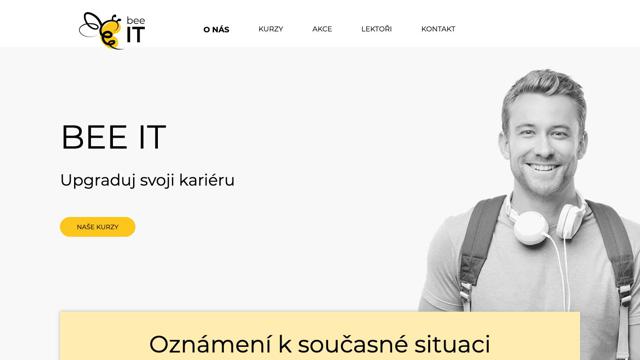 bee
IT
O NÁS
KURZY
AKCE
LEKTOŘI
KONTAKT
BEE IT
Upgraduj svoji kariéru
NAŠE KURZY
Oznámení k současné situaci